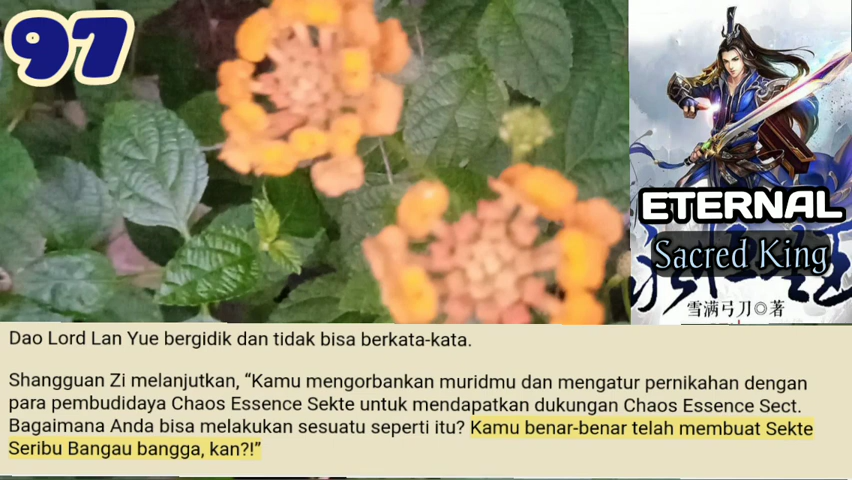 97
ETERNAL
Sacred King
雪满弓刀◎著
Dao Lord Lan Yue bergidik dan tidak bisa berkata-kata.
Shangguan Zi melanjutkan, “Kamu mengorbankan muridmu dan mengatur pernikahan dengan
para pembudidaya Chaos Essence Sekte untuk mendapatkan dukungan Chaos Essence Sect.
Bagaimana Anda bisa melakukan sesuatu seperti itu? Kamu benar-benar telah membuat Sekte
Seribu Bangau bangga, kan?!”